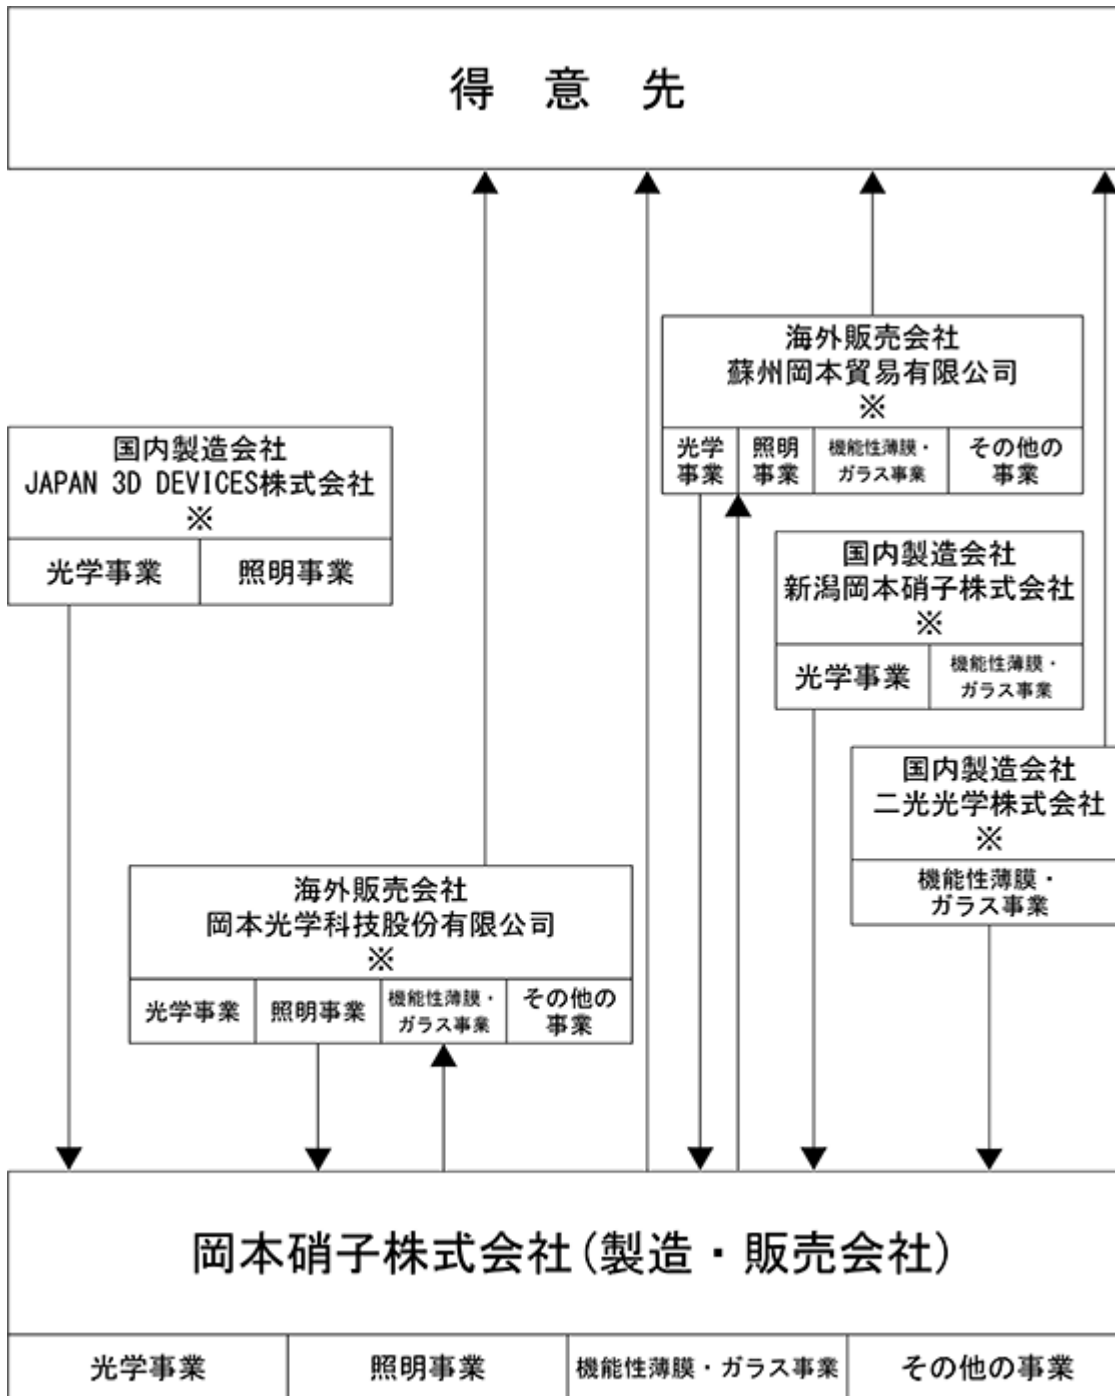 得 意 先
海外販売会社
蘇州岡本貿易有限公司
※
光学
事業
照明
事業
機能性薄膜・
ガラス事業
その他の
事業
国内製造会社
JAPAN 3D DEVICES株式会社
※
光学事業
照明事業
国内製造会社
新潟岡本硝子株式会社
※
光学事業
機能性薄膜・
ガラス事業
国内製造会社
二光光学株式会社
※
機能性薄膜・
ガラス事業
海外販売会社
岡本光学科技股份有限公司
※
光学事業
照明事業
機能性薄膜・
ガラス事業
その他の
事業
岡本硝子株式会社(製造・販売会社)
光学事業
照明事業
機能性薄膜・ガラス事業
その他の事業